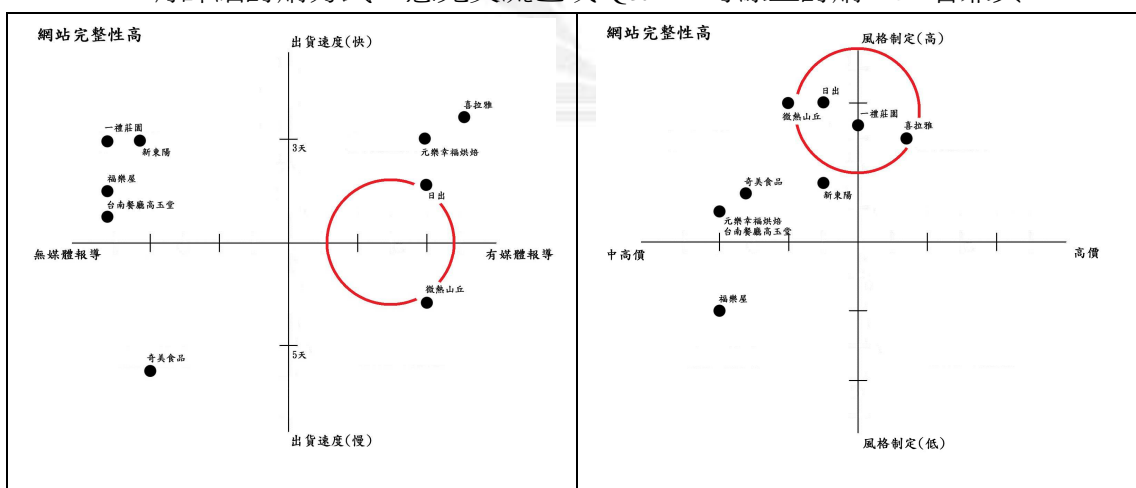 網站完整性高
出貨速度(快)
喜拉雅
一禮莊園
3天
元樂幸福烘焙
新東陽
福樂屋
日出
台南餐廳高玉堂
無媒體報導
有媒體報導
微熱山丘
5天
奇美食品
出貨速度(慢)
網站完整性高
風格制定(高)
日出
微熱山丘
一禮莊園
喜拉雅
奇美食品
新東陽
元樂幸福烘焙
台南餐廳高玉堂
中高價
高價
福樂屋
風格制定(低)